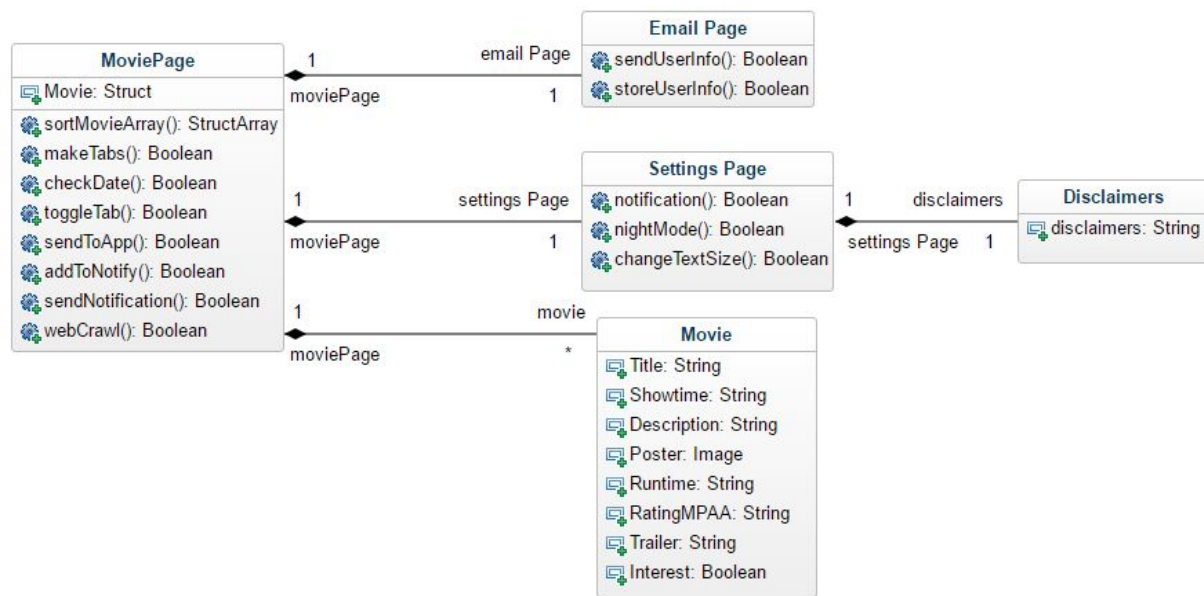 MoviePage
Movie: Struct
sortMovieArray(): StructArray
makeTabs(): Boolean
checkDate(): Boolean
toggleTab(): Boolean
sendToApp(): Boolean
addToNotify(): Boolean
sendNotification(): Boolean
webCrawl(): Boolean
1 email Page
moviePage 1
Email Page
sendUserInfo(): Boolean
storeUserInfo(): Boolean
1 settings Page
moviePage 1
Settings Page
notification(): Boolean
nightMode(): Boolean
changeTextSize(): Boolean
1 disclaimers
settings Page 1
Disclaimers
disclaimers: String
1 movie
moviePage *
Movie
Title: String
Showtime: String
Description: String
Poster: Image
Runtime: String
RatingMPAA: String
Trailer: String
Interest: Boolean